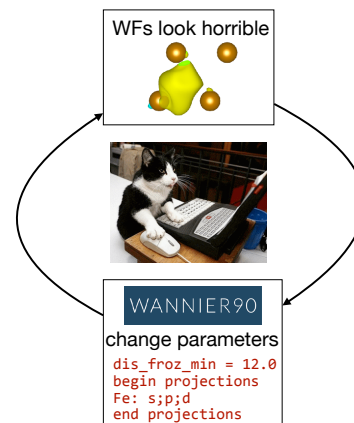 WFs look horrible
WANNIER90
change parameters
dis_froz_min = 12.0
begin projections
Fe: s;p;d
end projections